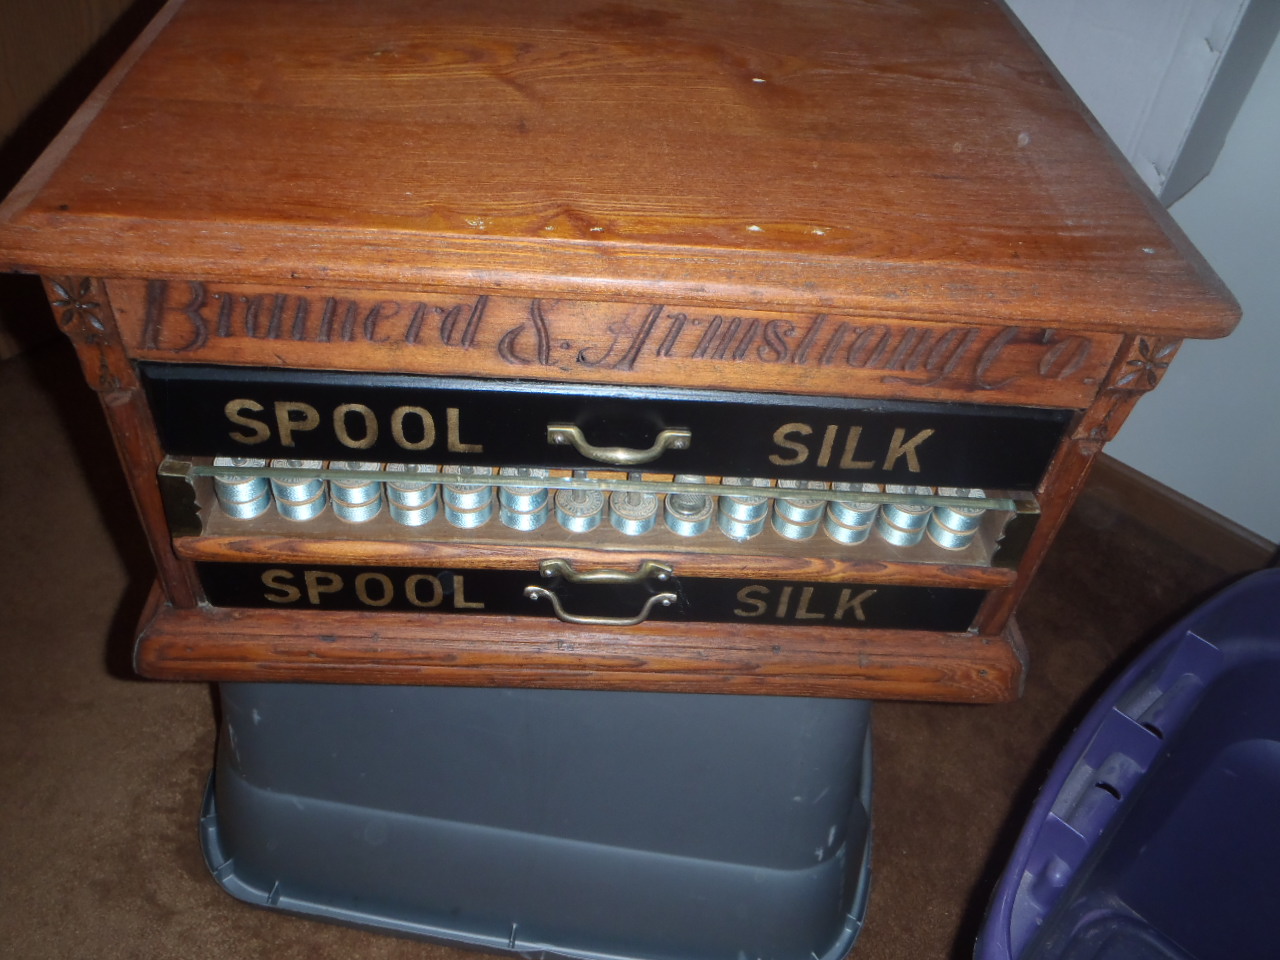 Brainerd & Armstrong Co.
SPOOL SILK
SPOOL SILK